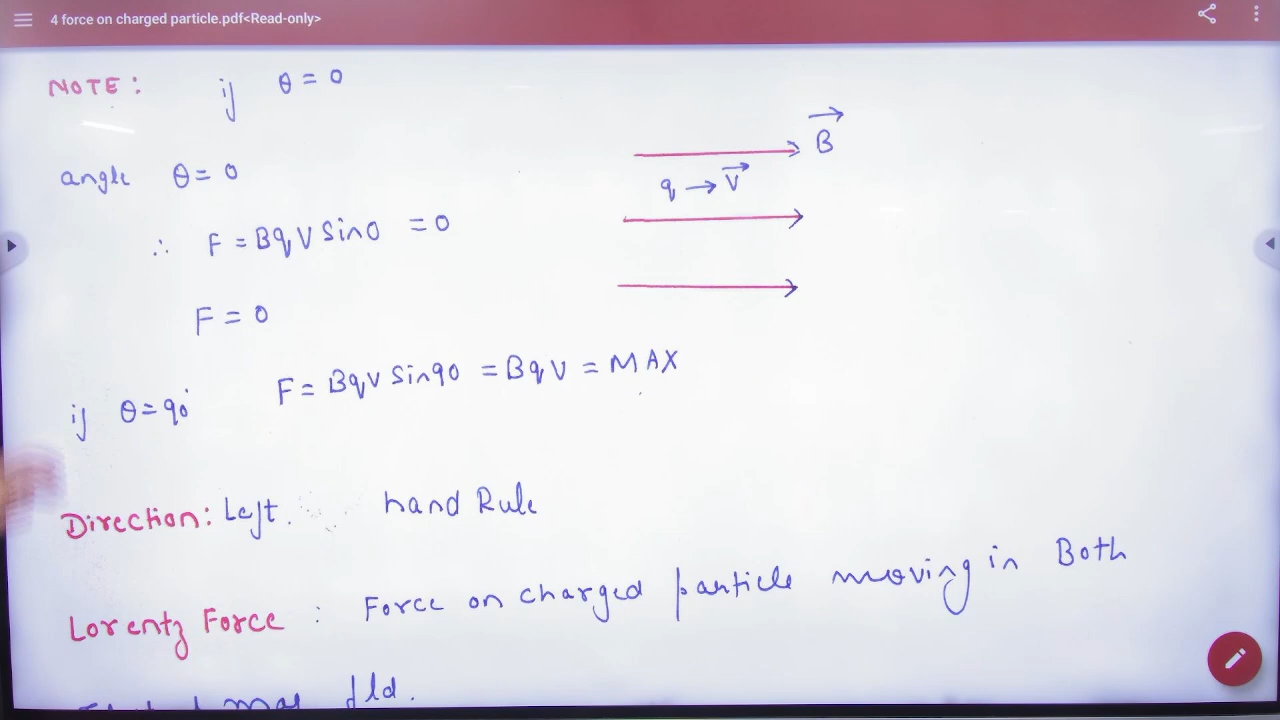 4 force on charged particle.pdf<Read-only>
NOTE: if θ = 0
angle θ = 0
∴ F = BqV Sin0 = 0
F = 0
B
q → V
if θ = 90° F = BqV Sin90 = BqV = MAX
Direction: Left hand Rule
Lorentz Force : Force on charged particle moving in Both
fld.